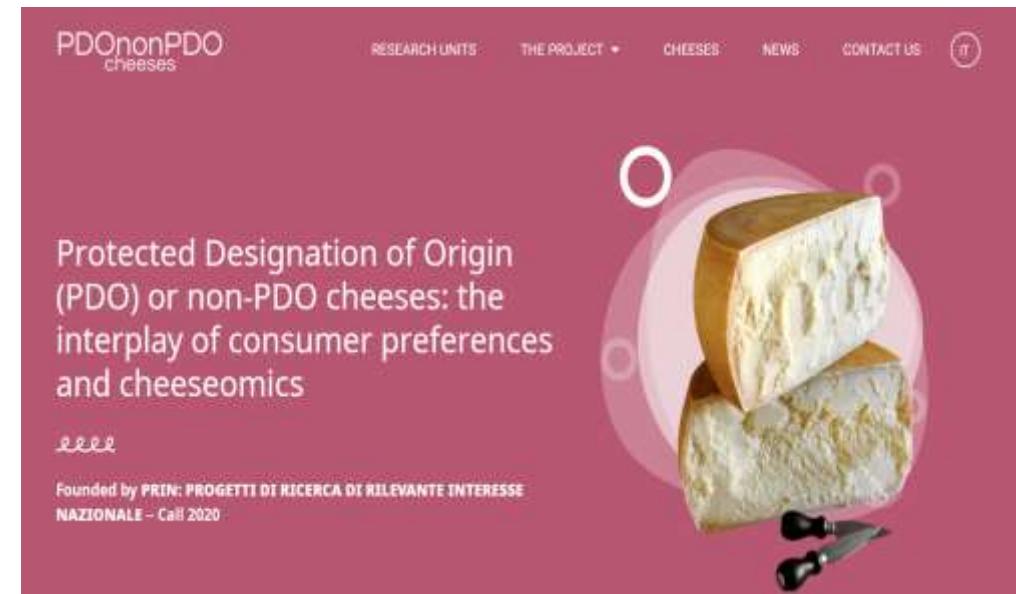 PDOnonPDO
cheeses
RESEARCH UNITS
THE PROJECT
CHEESES
NEWS
CONTACT US
IT
Protected Designation of Origin
(PDO) or non-PDO cheeses: the
interplay of consumer preferences
and cheeseomics
Founded by PRIN: PROGETTI DI RICERCA DI RILEVANTE INTERESSE
NAZIONALE – Call 2020